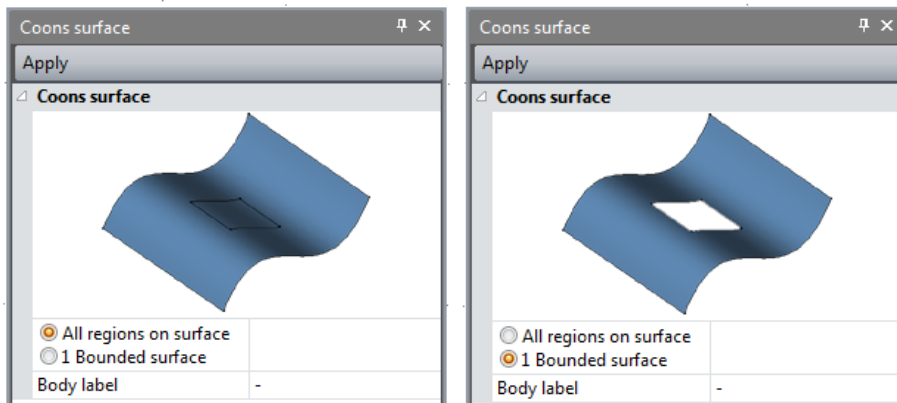 Coons surface
Apply
Coons surface
All regions on surface
1 Bounded surface
Body label -
Coons surface
Apply
Coons surface
All regions on surface
1 Bounded surface
Body label -